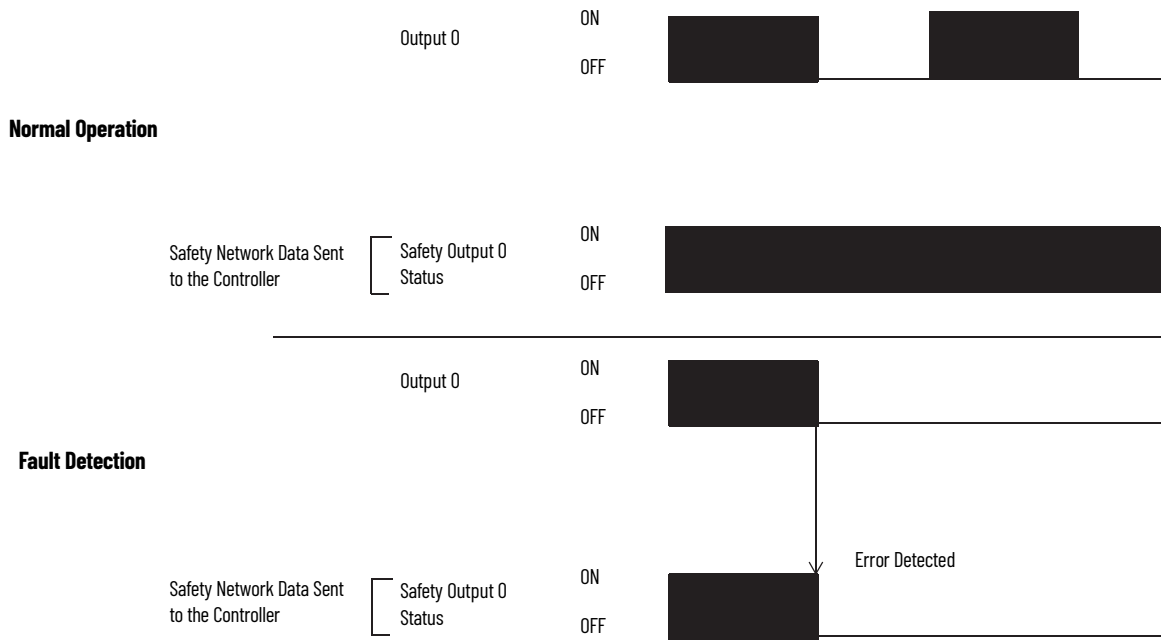 Output 0
ON
OFF
Normal Operation
Safety Network Data Sent
to the Controller
Safety Output 0
Status
ON
OFF
Output 0
ON
OFF
Fault Detection
Error Detected
Safety Network Data Sent
to the Controller
Safety Output 0
Status
ON
OFF